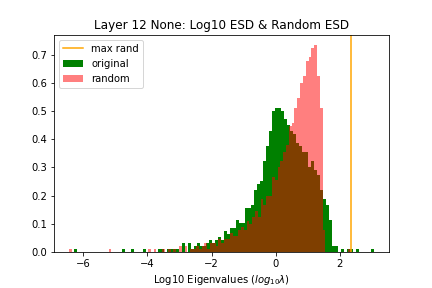 Layer 12 None: Log10 ESD & Random ESD
max rand
original
random
0.7
0.6
0.5
0.4
0.3
0.2
0.1
0.0
−6 −4 −2 0 2
Log10 Eigenvalues (log₁₀λ)